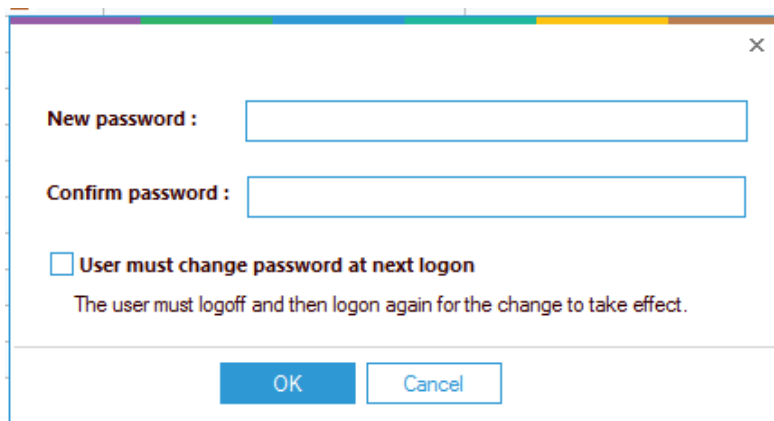 New password :
Confirm password :
User must change password at next logon
The user must logoff and then logon again for the change to take effect.
OK Cancel